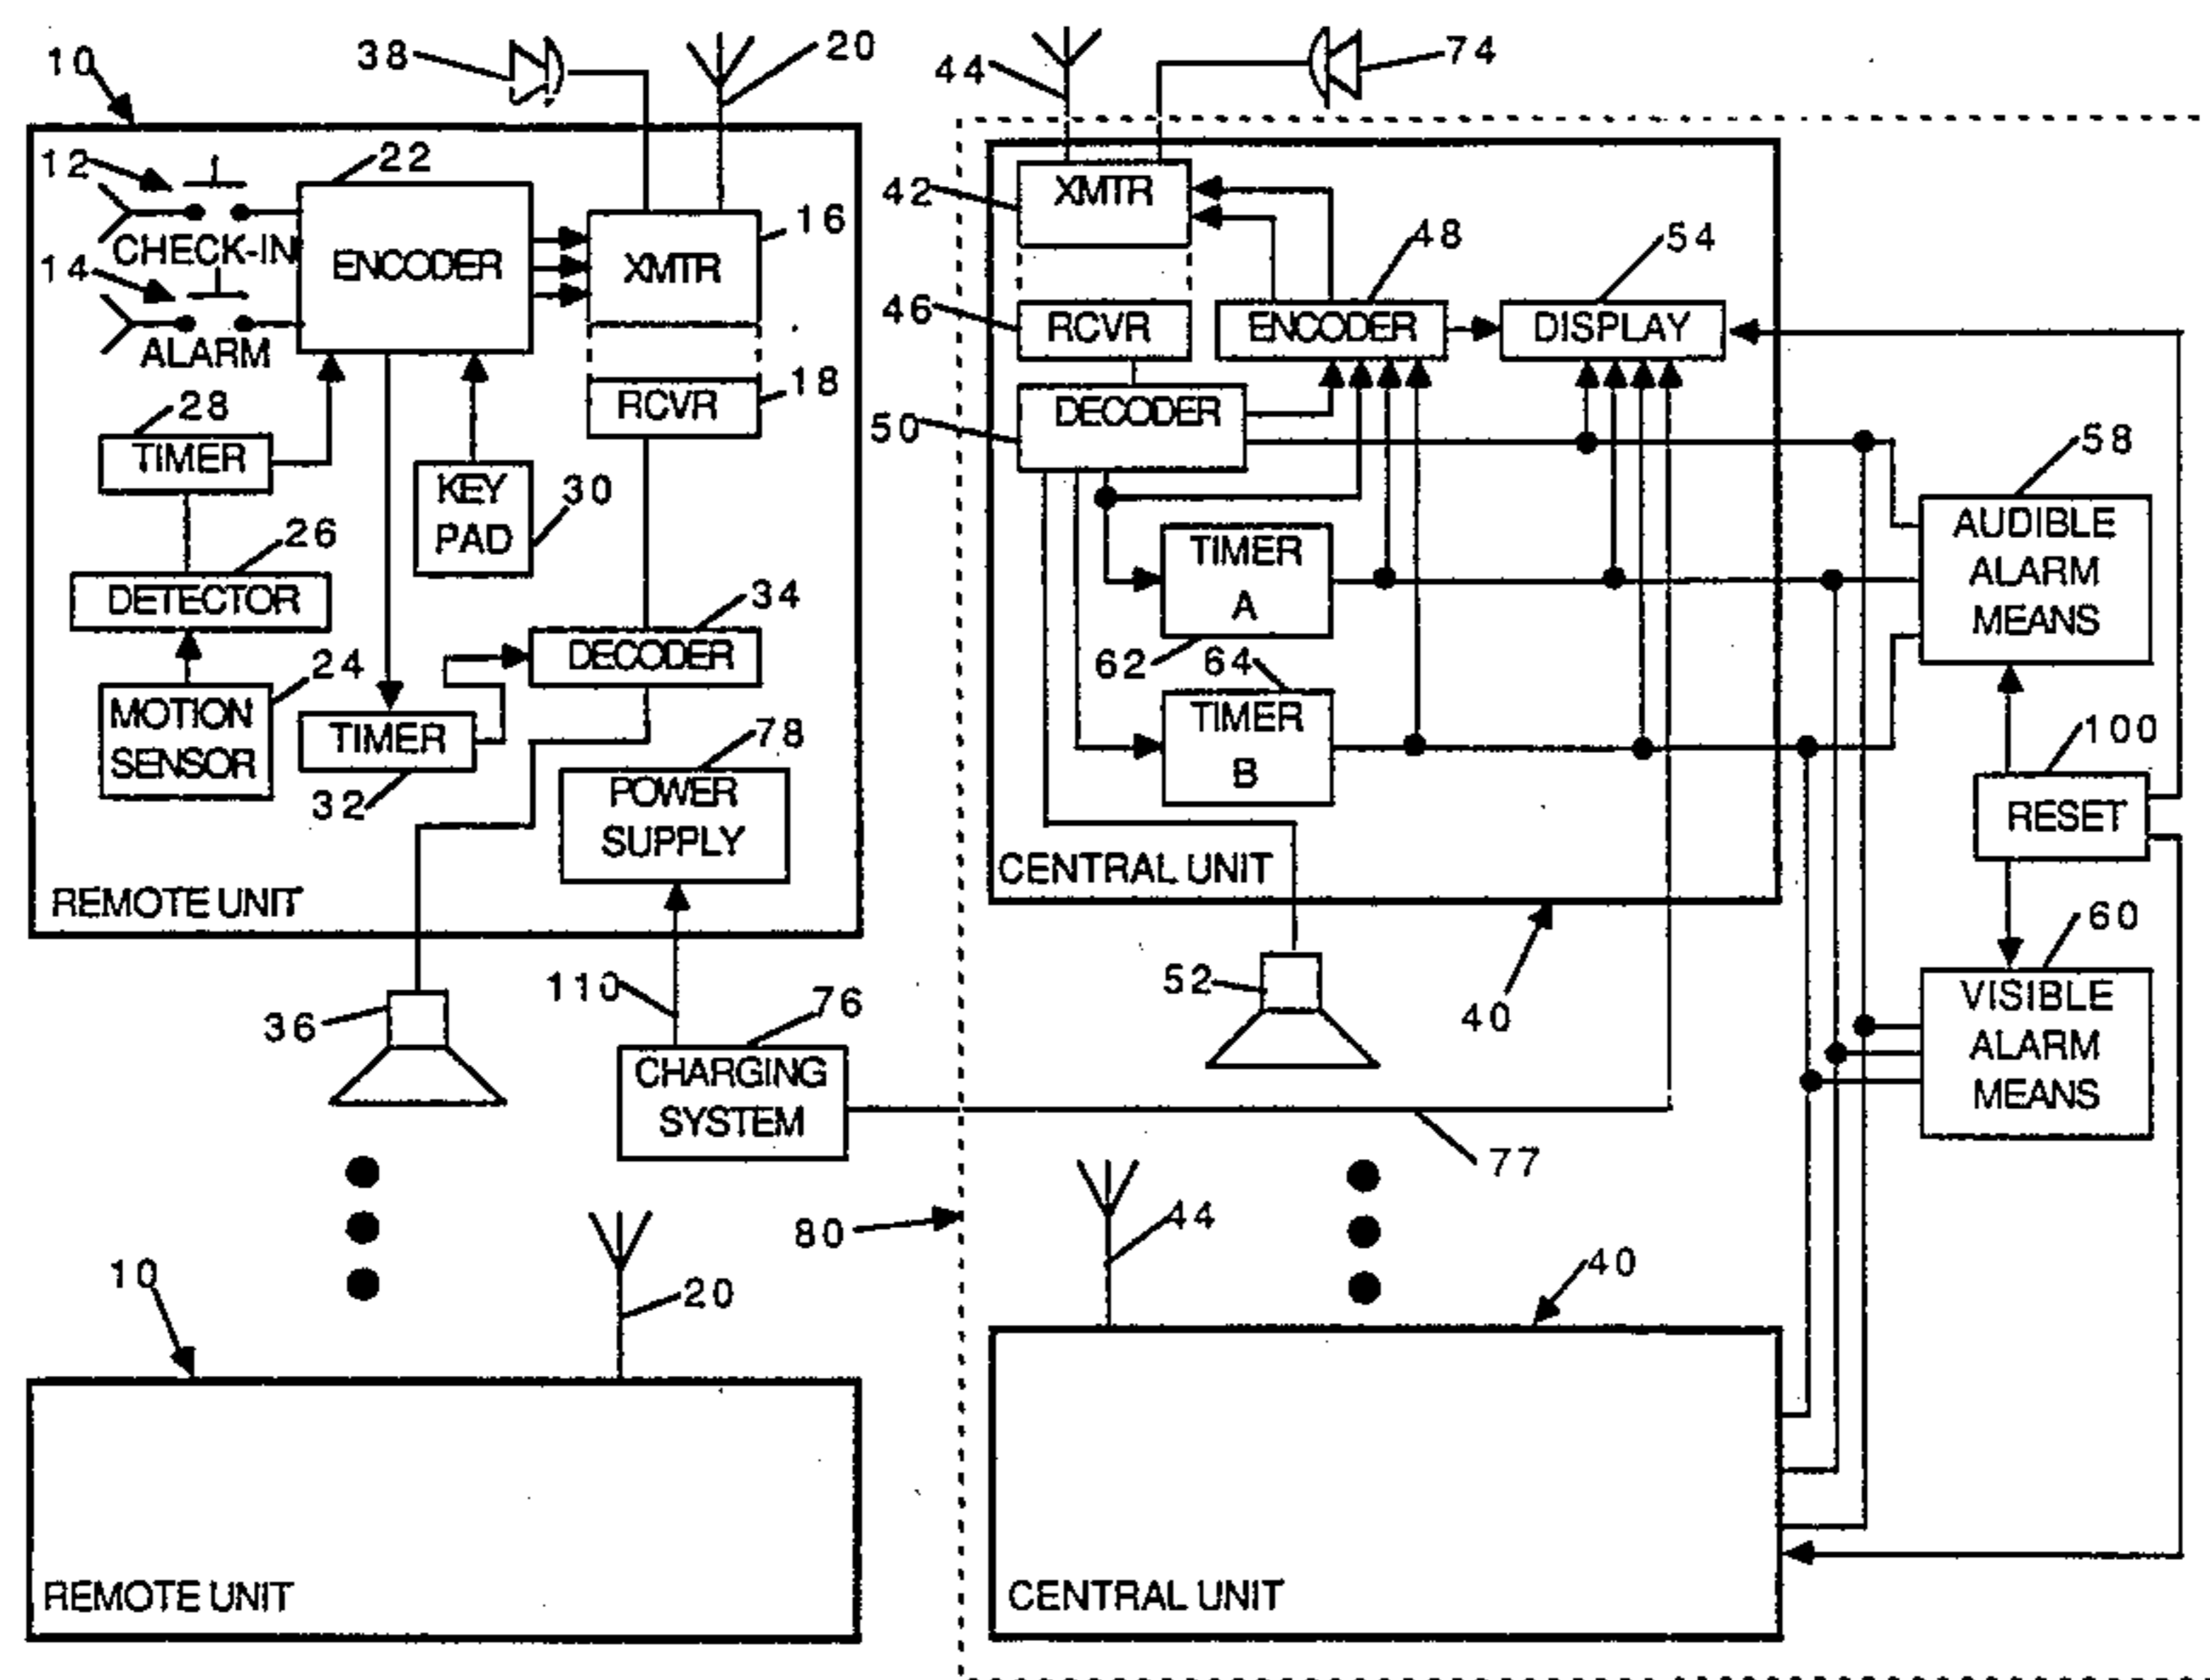 38
20
44
74
10
12
22
42
XMTR
CHECK-IN
ENCODER
XMTR
16
48
54
14
ALARM
46
RCVR
ENCODER
DISPLAY
18
RCVR
28
TIMER
50
DECODER
58
KEY
PAD
30
AUDIBLE
ALARM
MEANS
26
DETECTOR
TIMER
A
62
34
DECODER
64
24
MOTION
SENSOR
TIMER
32
TIMER
B
78
POWER
SUPPLY
100
RESET
REMOTE UNIT
CENTRAL UNIT
60
VISIBLE
ALARM
MEANS
110
76
52
40
36
CHARGING
SYSTEM
77
80
44
10
20
40
REMOTE UNIT
CENTRAL UNIT